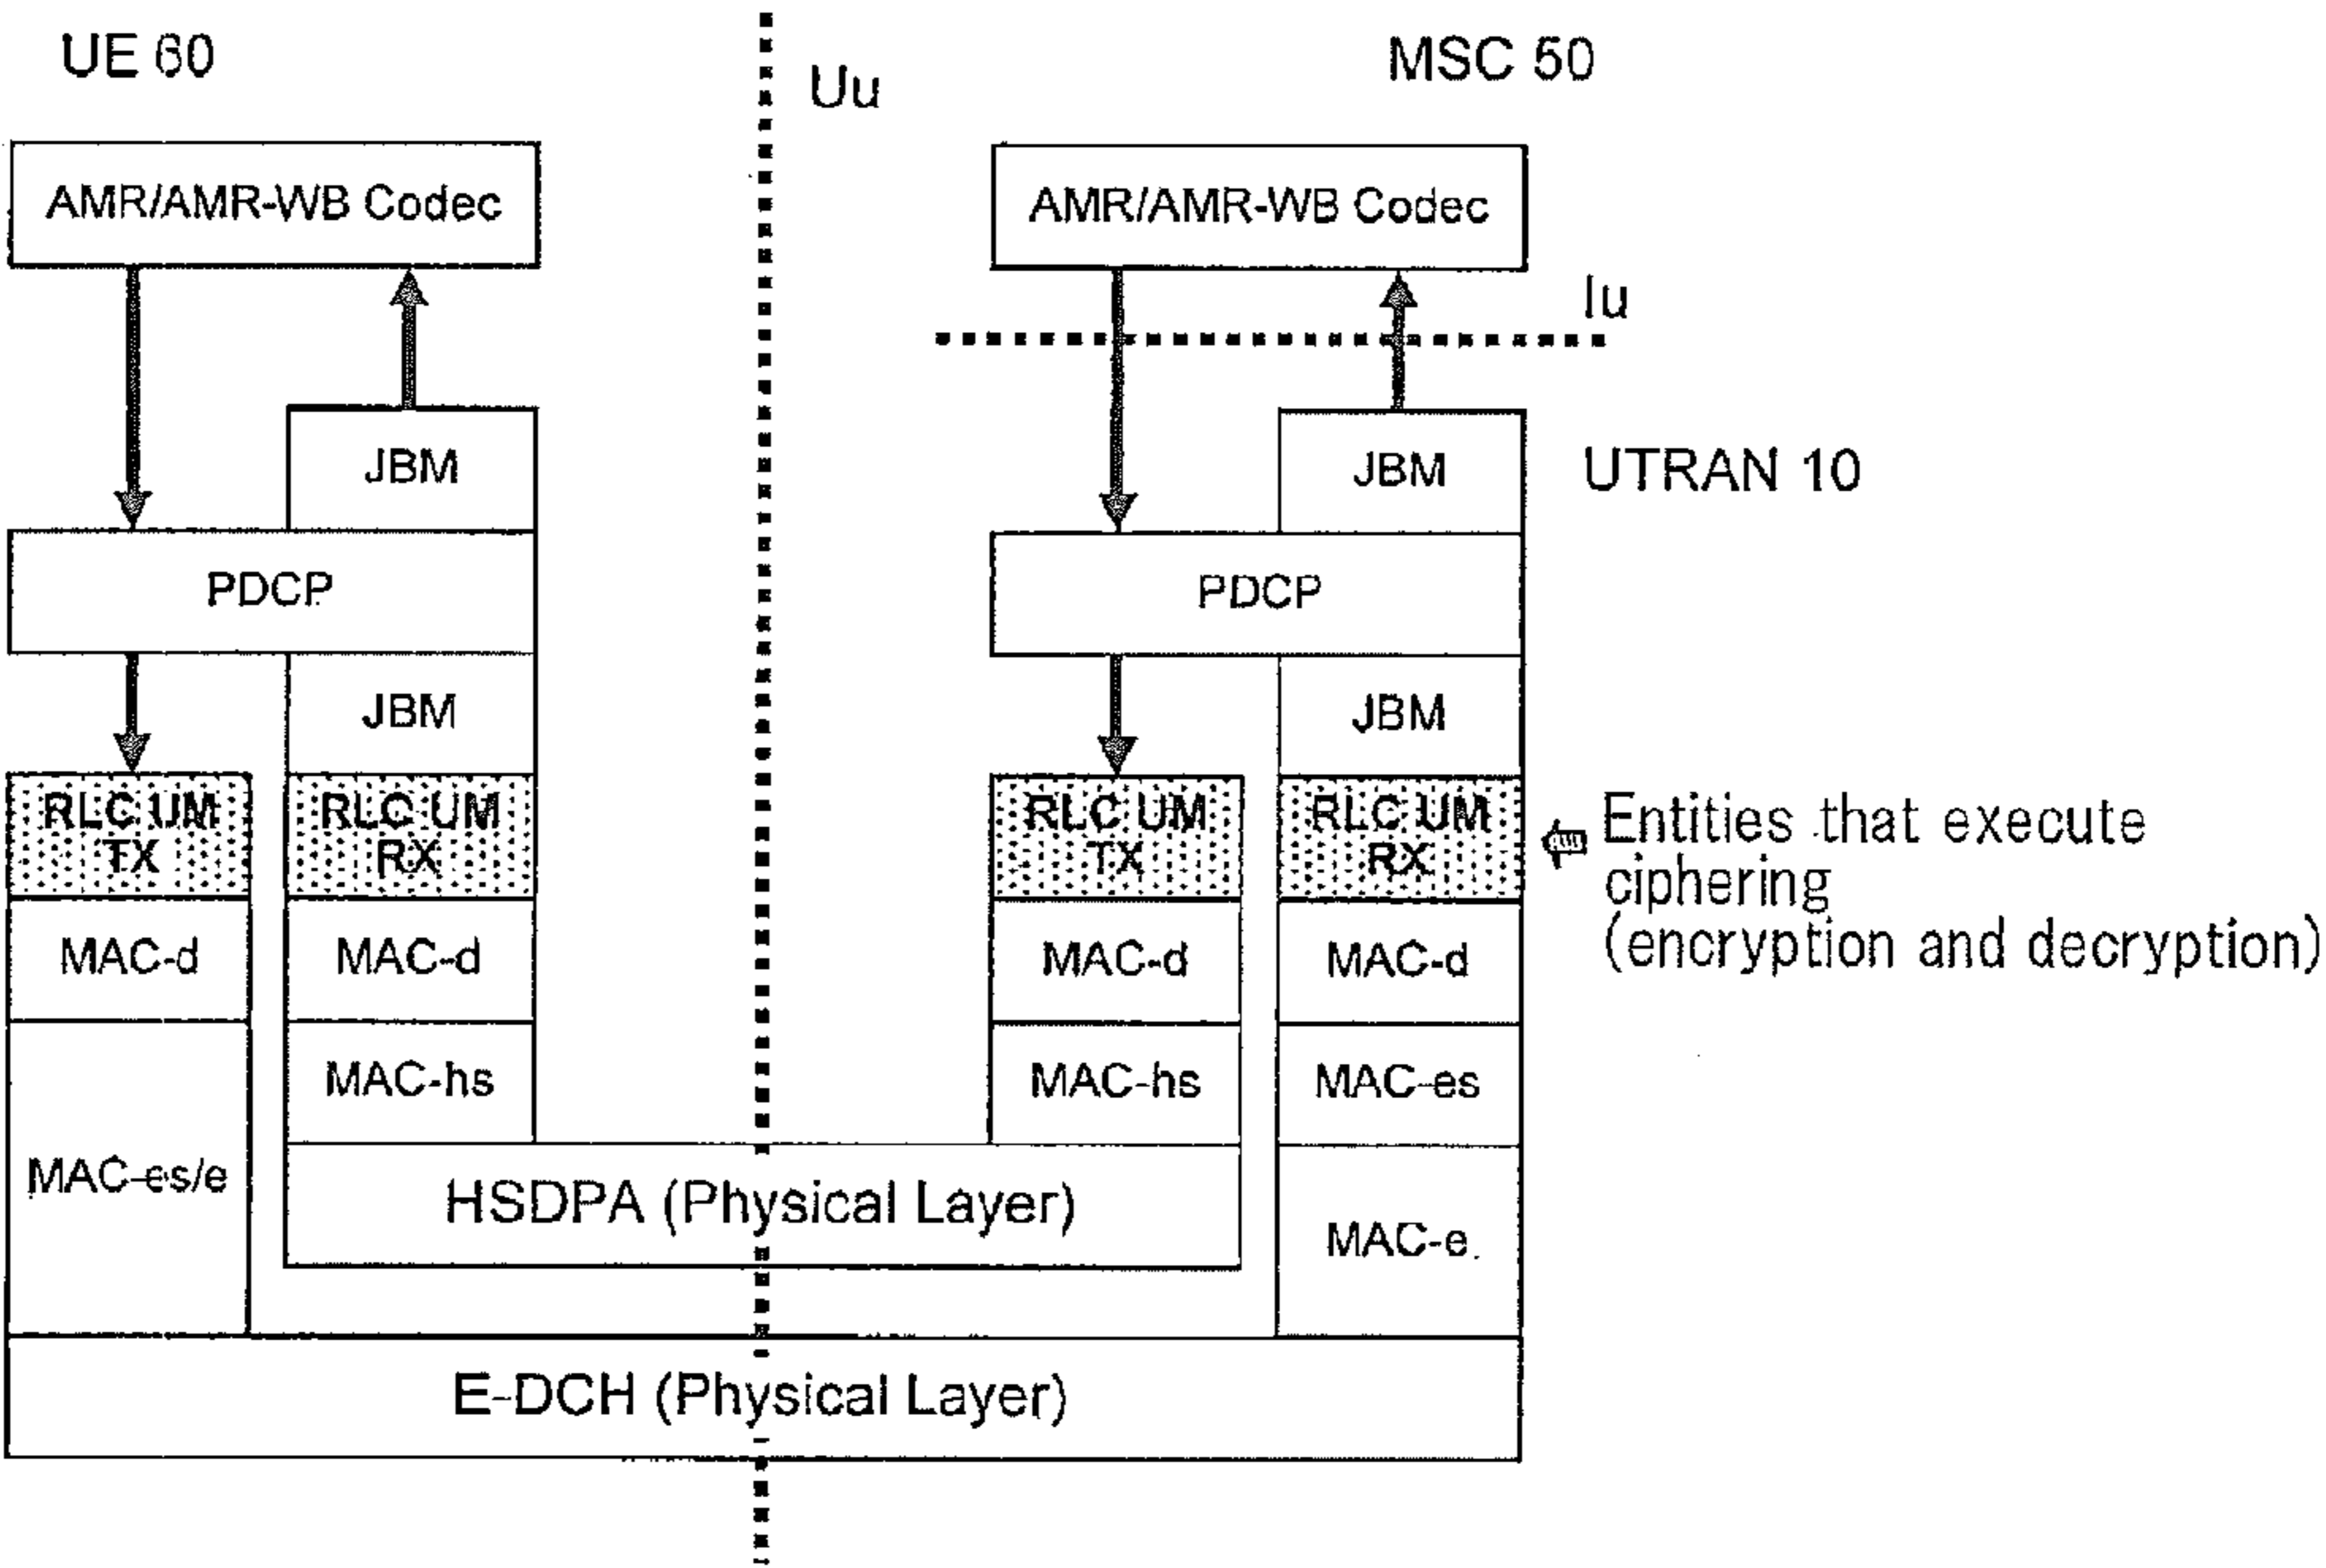 UE 60
Uu
MSC 50
AMR/AMR-WB Codec
AMR/AMR-WB Codec
Iu
JBM
JBM
UTRAN 10
PDCP
PDCP
JBM
JBM
RLC UM
TX
RLC UM
RX
RLC UM
TX
RLC UM
RX
Entities that execute
ciphering
(encryption and decryption)
MAC-d
MAC-d
MAC-d
MAC-d
MAC-hs
MAC-hs
MAC-es
MAC-es/e
HSDPA (Physical Layer)
MAC-e
E-DCH (Physical Layer)